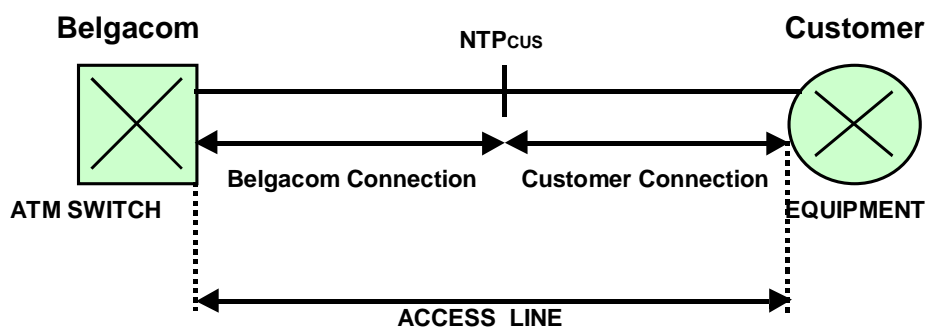 Belgacom
NTPCUS
Customer
Belgacom Connection
Customer Connection
ATM SWITCH
EQUIPMENT
ACCESS LINE